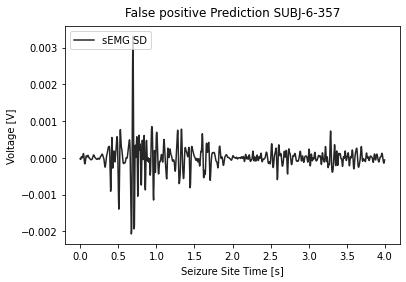 False positive Prediction SUBJ-6-357
sEMG SD
0.003
0.002
0.001
0.000
−0.001
−0.002
Voltage [V]
0.0 0.5 1.0 1.5 2.0 2.5 3.0 3.5 4.0
Seizure Site Time [s]